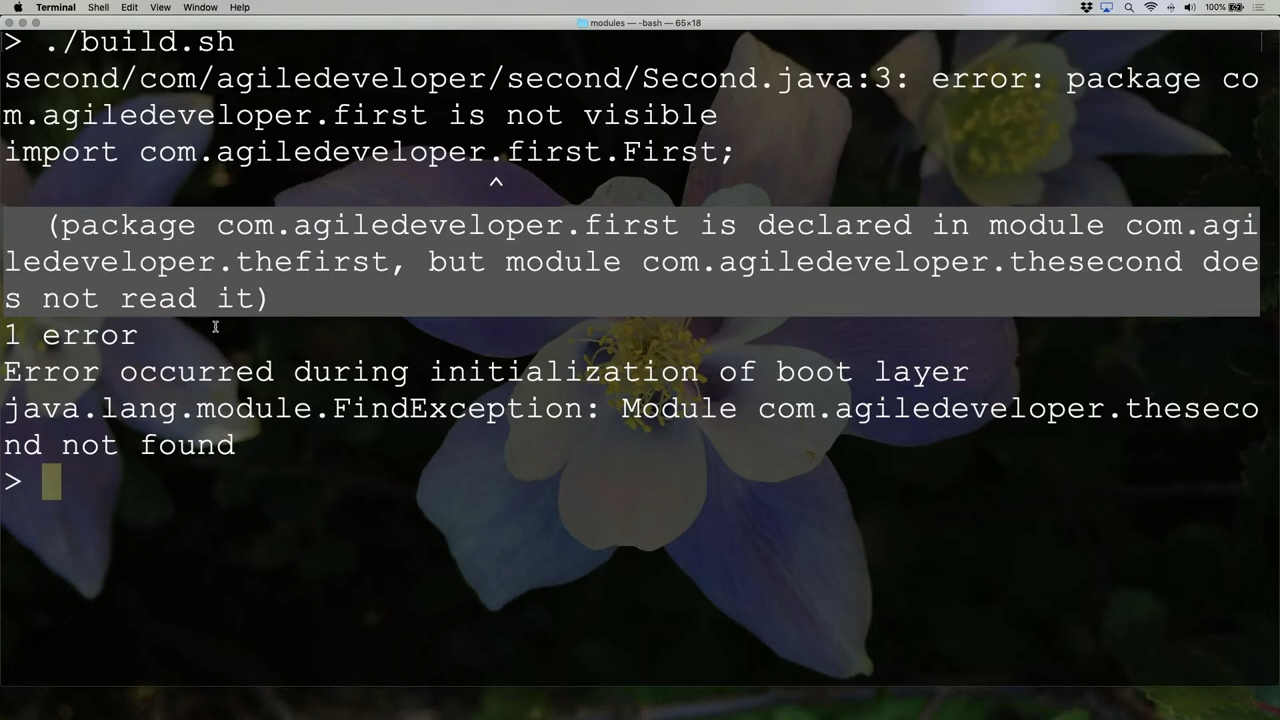 Terminal Shell Edit View Window Help 100%
modules — -bash — 65×18
> ./build.sh
second/com/agiledeveloper/second/Second.java:3: error: package co
m.agiledeveloper.first is not visible
import com.agiledeveloper.first.First;
^
(package com.agiledeveloper.first is declared in module com.agi
ledeveloper.thefirst, but module com.agiledeveloper.thesecond doe
s not read it)
1 error
Error occurred during initialization of boot layer
java.lang.module.FindException: Module com.agiledeveloper.theseco
nd not found
>